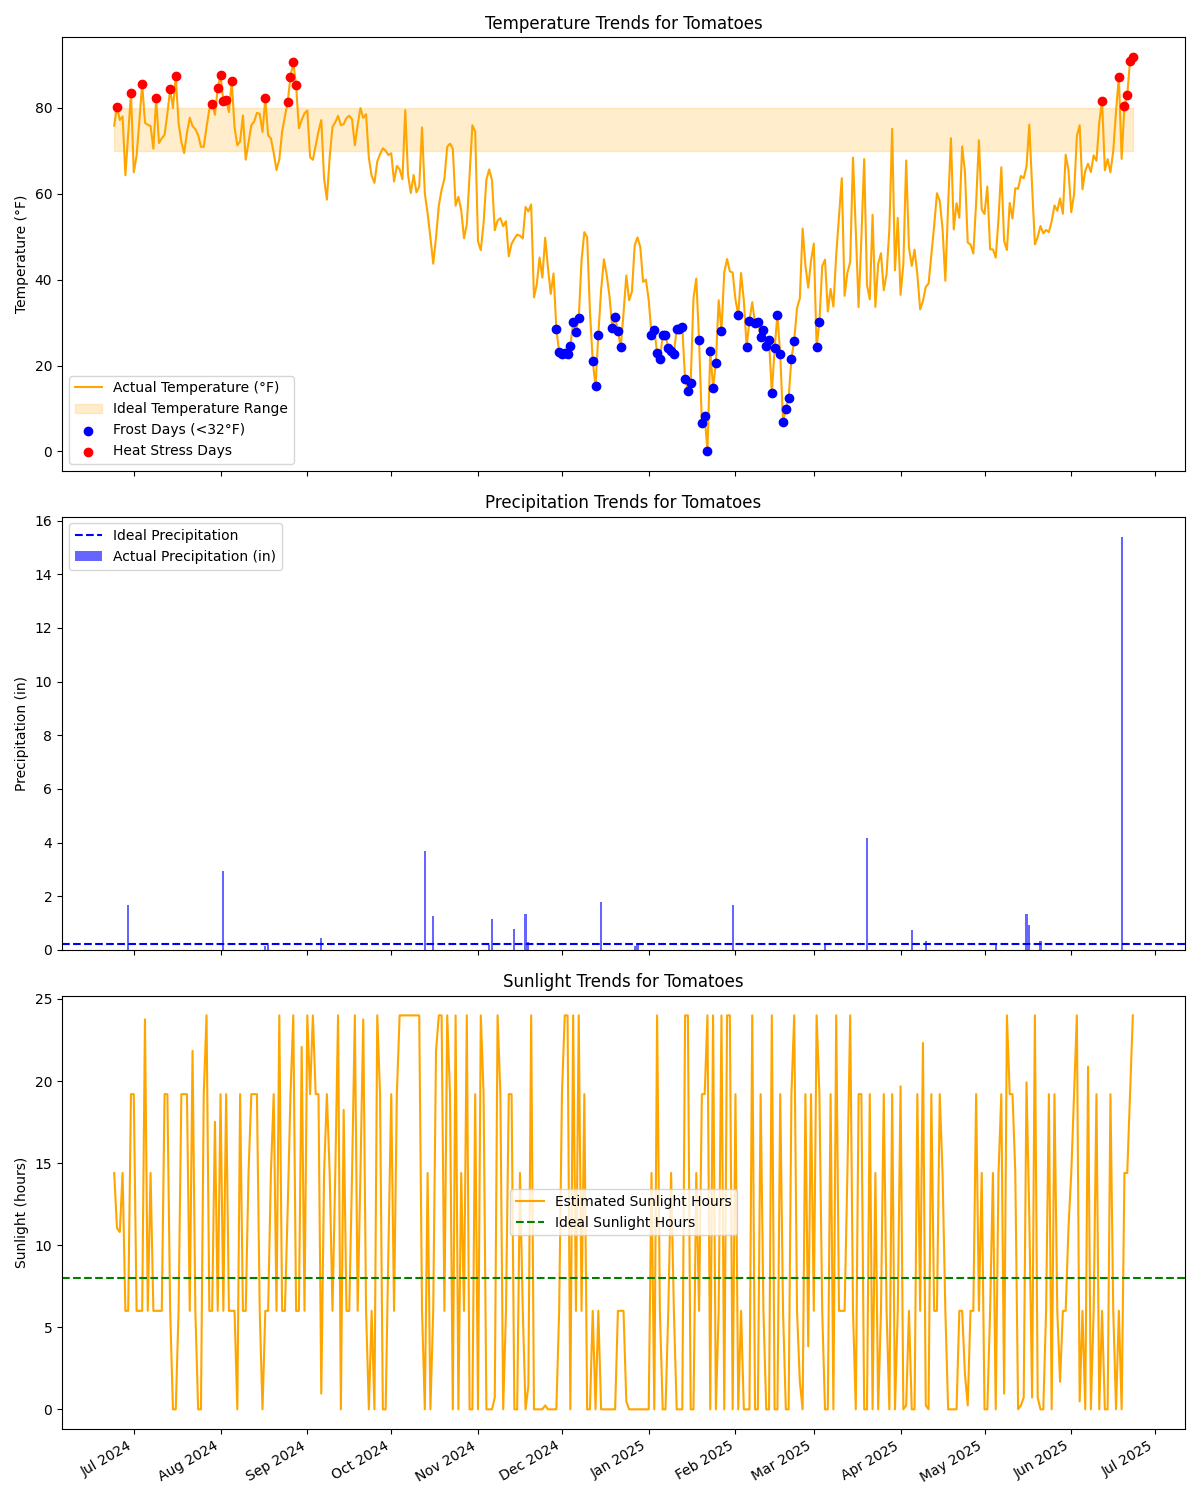 Temperature Trends for Tomatoes
Temperature (°F)
80
60
40
20
0
Actual Temperature (°F)
Ideal Temperature Range
Frost Days (<32°F)
Heat Stress Days
Precipitation Trends for Tomatoes
Precipitation (in)
16
14
12
10
8
6
4
2
0
Ideal Precipitation
Actual Precipitation (in)
Sunlight Trends for Tomatoes
Sunlight (hours)
25
20
15
10
5
0
Estimated Sunlight Hours
Ideal Sunlight Hours
Jul 2024
Aug 2024
Sep 2024
Oct 2024
Nov 2024
Dec 2024
Jan 2025
Feb 2025
Mar 2025
Apr 2025
May 2025
Jun 2025
Jul 2025